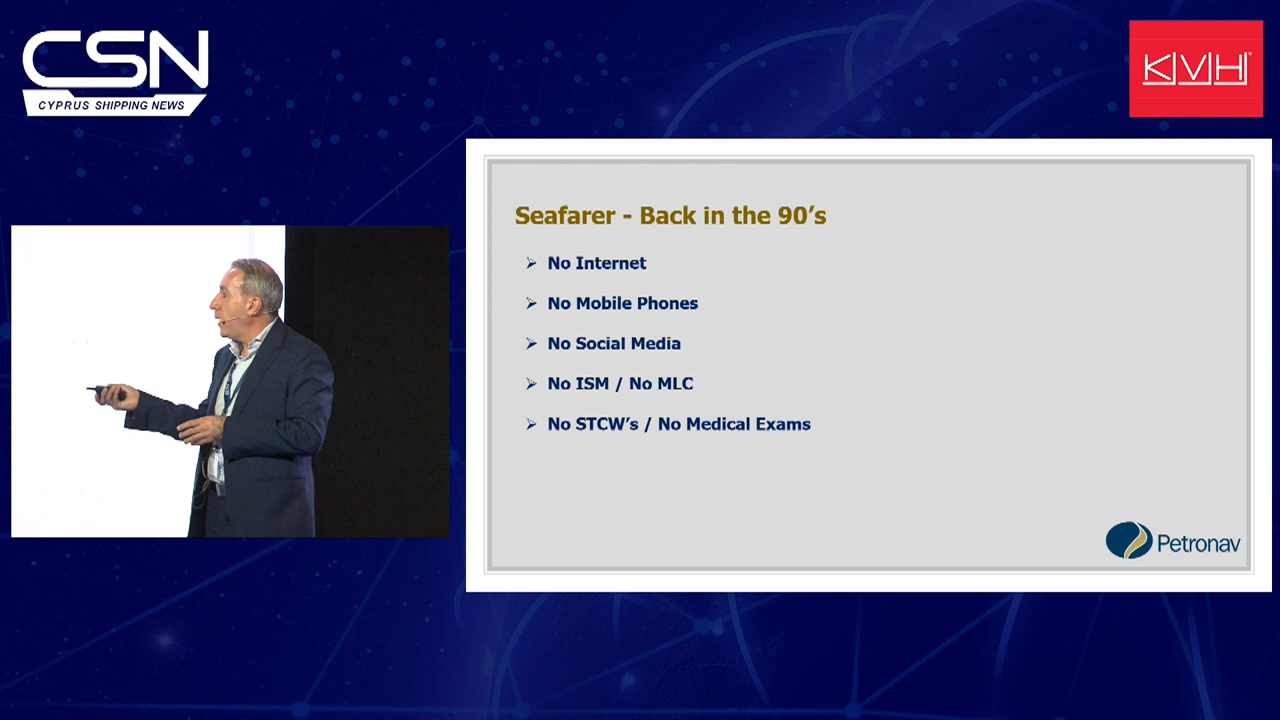 CSN
CYPRUS SHIPPING NEWS
KVH
Seafarer - Back in the 90’s
No Internet
No Mobile Phones
No Social Media
No ISM / No MLC
No STCW’s / No Medical Exams
Petronav